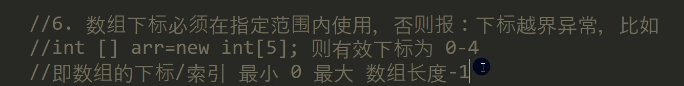 //6. 数组下标必须在指定范围内使用，否则报：下标越界异常，比如
//int [] arr=new int[5]; 则有效下标为 0-4
//即数组的下标/索引 最小 0 最大 数组长度-1